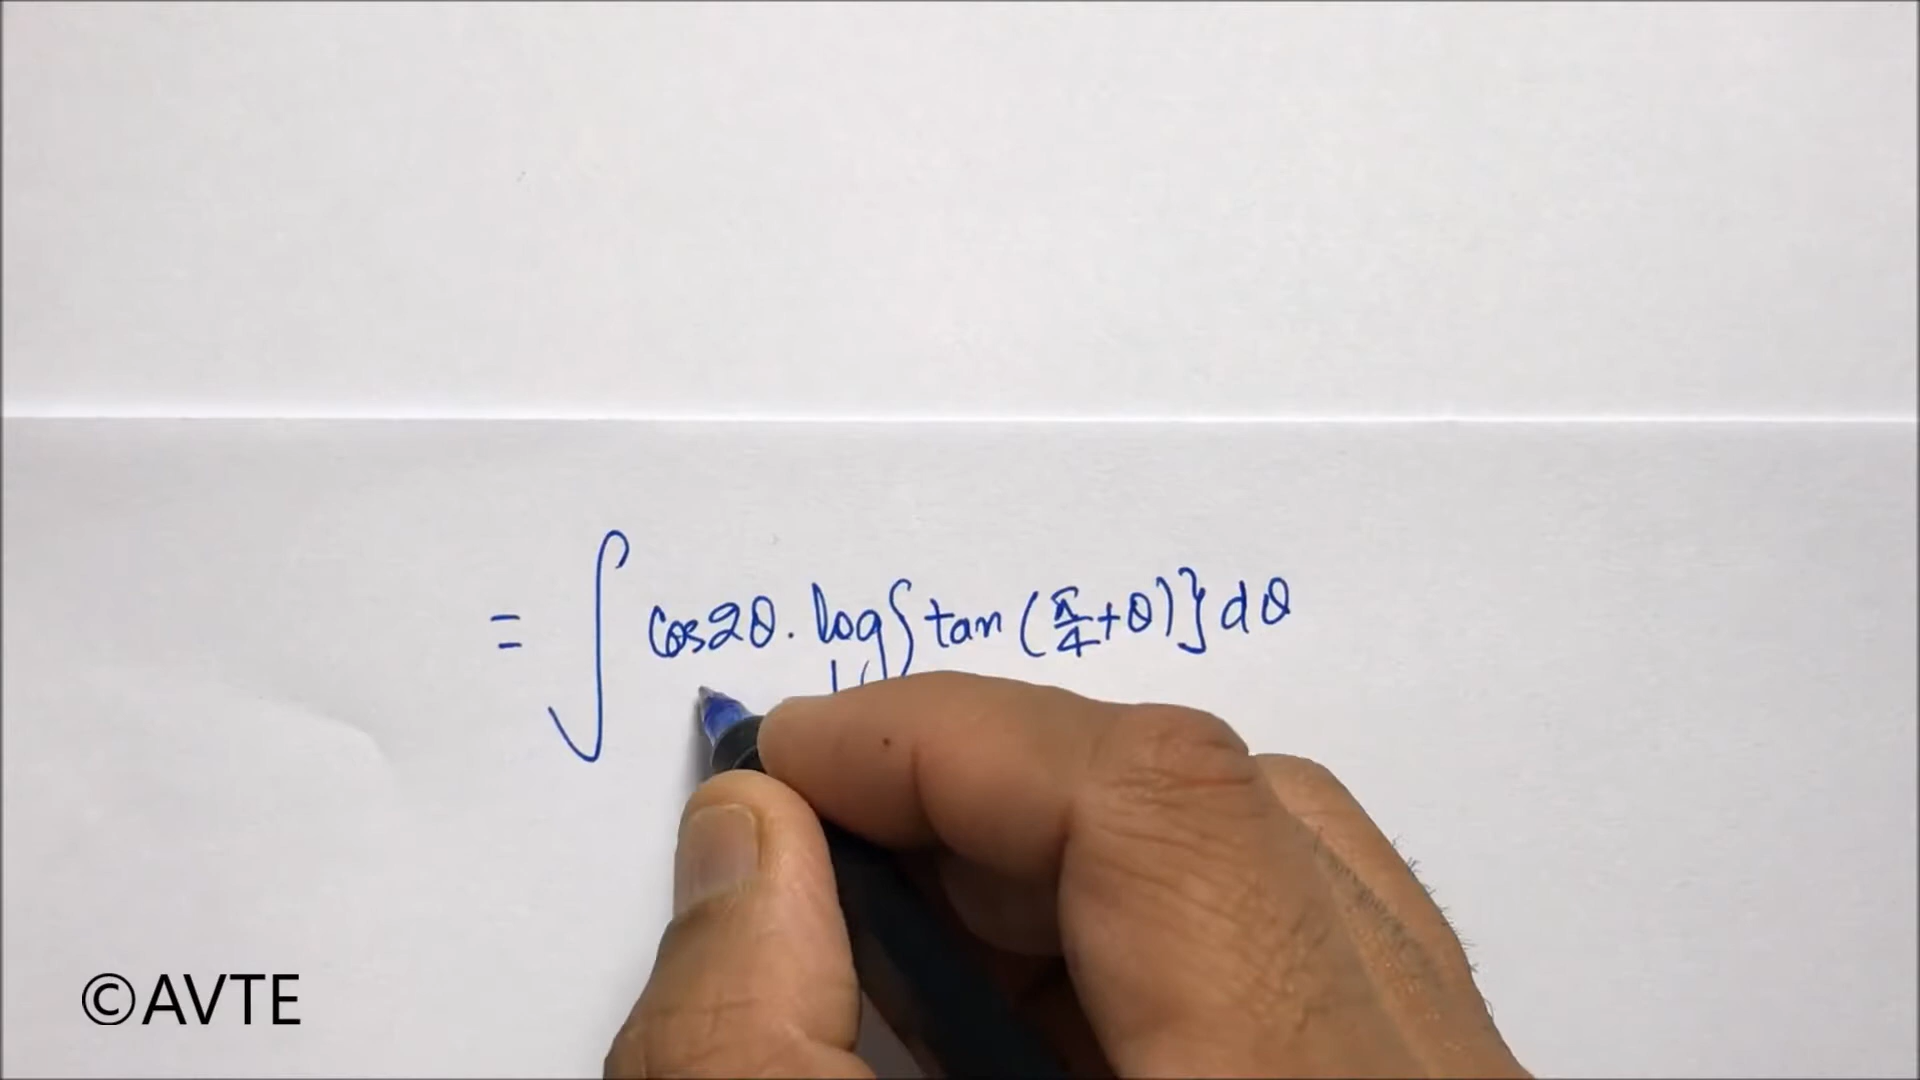 = ∫ cos2θ. log{tan(π/4+θ)}dθ
©AVTE